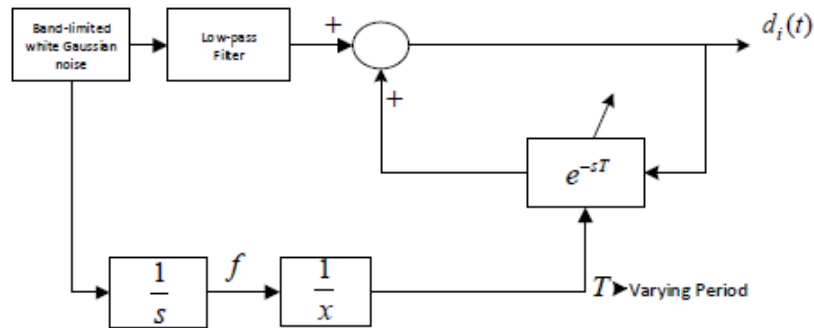 Band-limited
white Gaussian
noise
Low-pass
Filter
+
d_i(t)
+
e^{-sT}
1/s
f
1/x
T
Varying Period